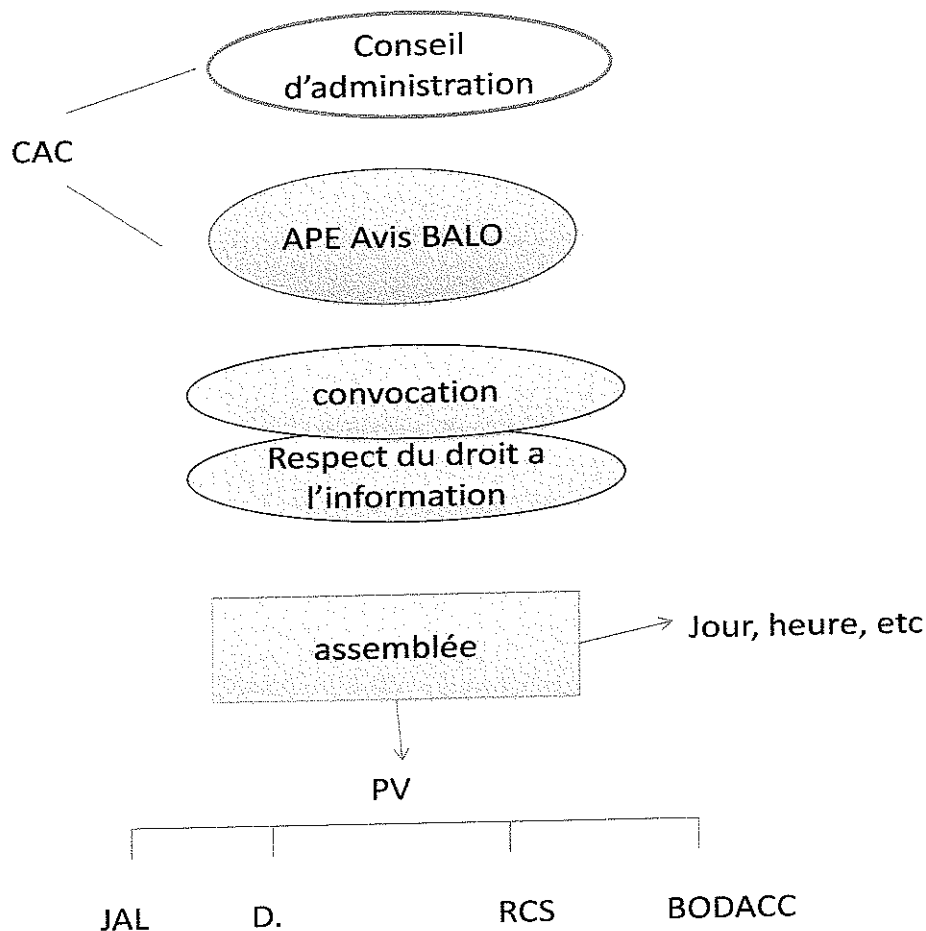 Conseil
d'administration
CAC
APE Avis BALO
convocation
Respect du droit a
l'information
assemblée
Jour, heure, etc
PV
JAL
D.
RCS
BODACC